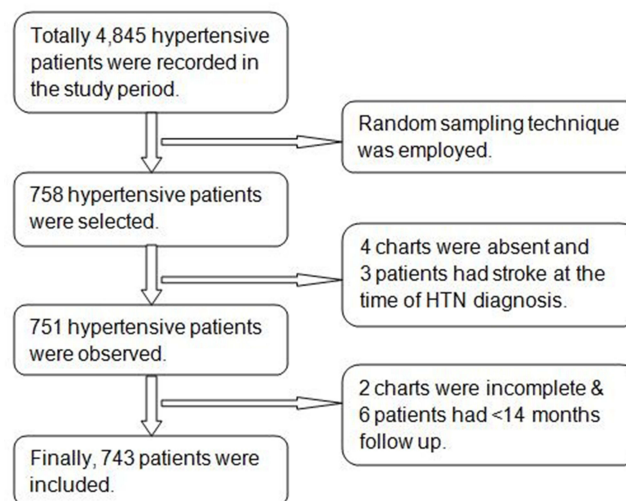 Totally 4,845 hypertensive
patients were recorded in
the study period.
Random sampling technique
was employed.
758 hypertensive patients
were selected.
4 charts were absent and
3 patients had stroke at the
time of HTN diagnosis.
751 hypertensive patients
were observed.
2 charts were incomplete &
6 patients had <14 months
follow up.
Finally, 743 patients were
included.